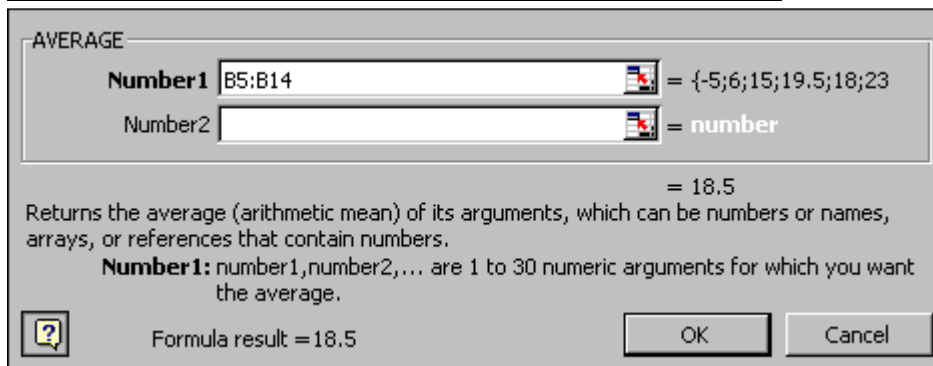 AVERAGE
Number1 B5:B14 = {-5;6;15;19.5;18;23
Number2 = number
= 18.5
Returns the average (arithmetic mean) of its arguments, which can be numbers or names,
arrays, or references that contain numbers.
Number1: number1,number2,... are 1 to 30 numeric arguments for which you want
the average.
? Formula result =18.5 OK Cancel